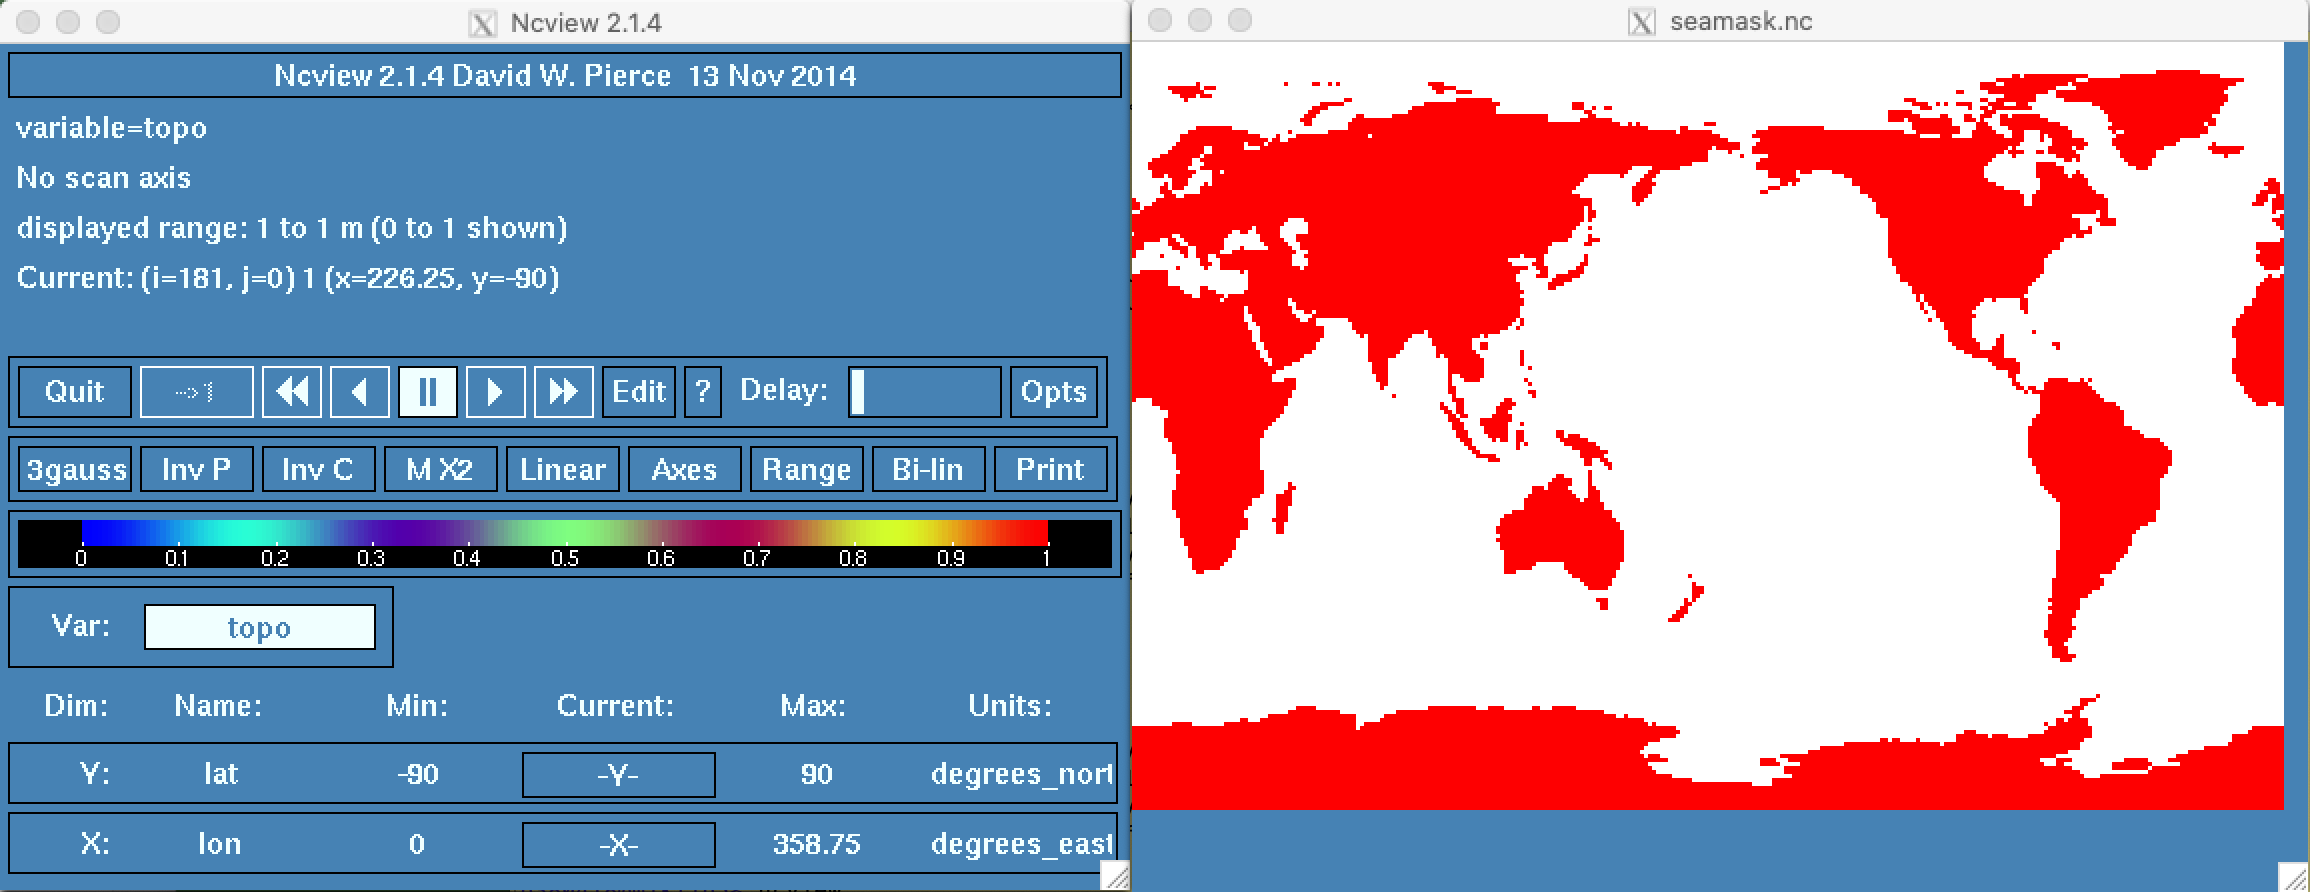 Ncview 2.1.4
Ncview 2.1.4 David W. Pierce 13 Nov 2014
variable=topo
No scan axis
displayed range: 1 to 1 m (0 to 1 shown)
Current: (i=181, j=0) 1 (x=226.25, y=-90)
Quit Edit ? Delay: Opts
3gauss Inv P Inv C M X2 Linear Axes Range Bi-lin Print
0 0.1 0.2 0.3 0.4 0.5 0.6 0.7 0.8 0.9 1
Var: topo
Dim: Name: Min: Current: Max: Units:
Y: lat -90 -Y- 90 degrees_nort
X: lon 0 -X- 358.75 degrees_east
seamask.nc